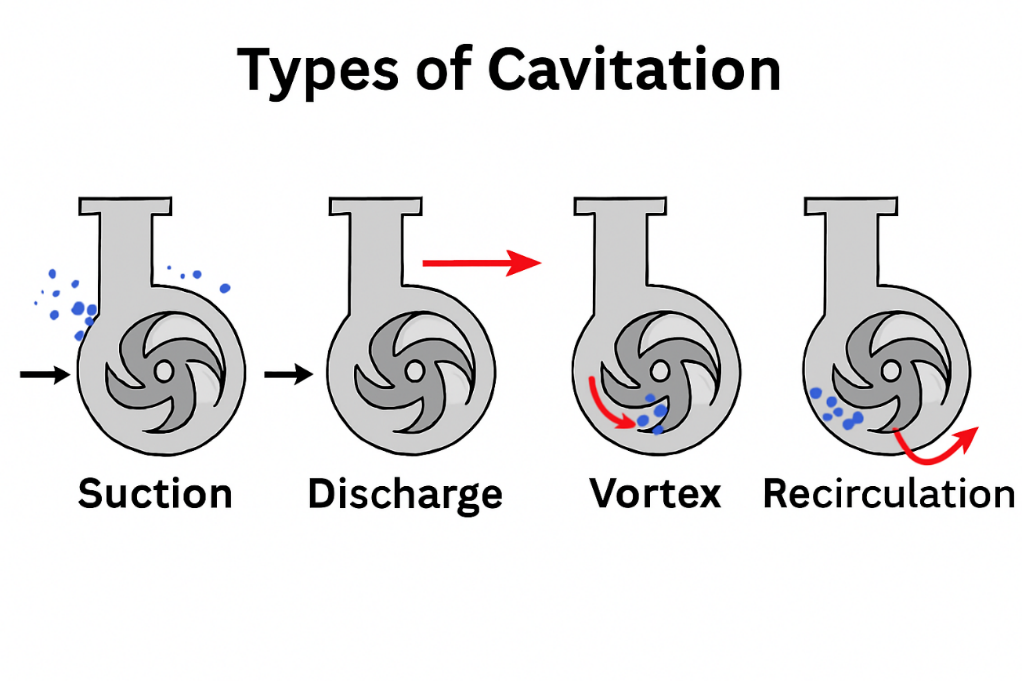 Types of Cavitation
Suction
Discharge
Vortex
Recirculation